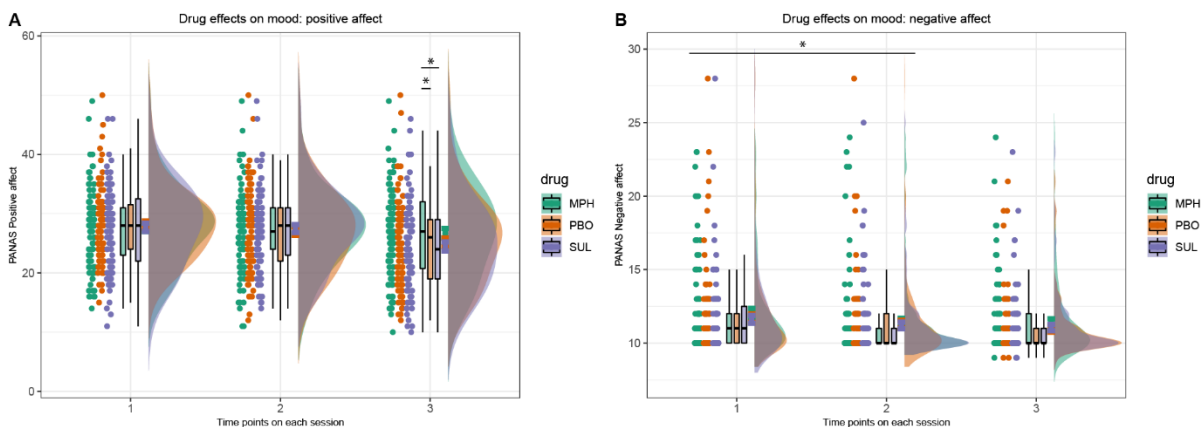 A
Drug effects on mood: positive affect
PANAS Positive affect
60
40
20
0
*
*
1
2
3
Time points on each session
drug
MPH
PBO
SUL
B
Drug effects on mood: negative affect
PANAS Negative affect
30
25
20
15
10
*
1
2
3
Time points on each session
drug
MPH
PBO
SUL